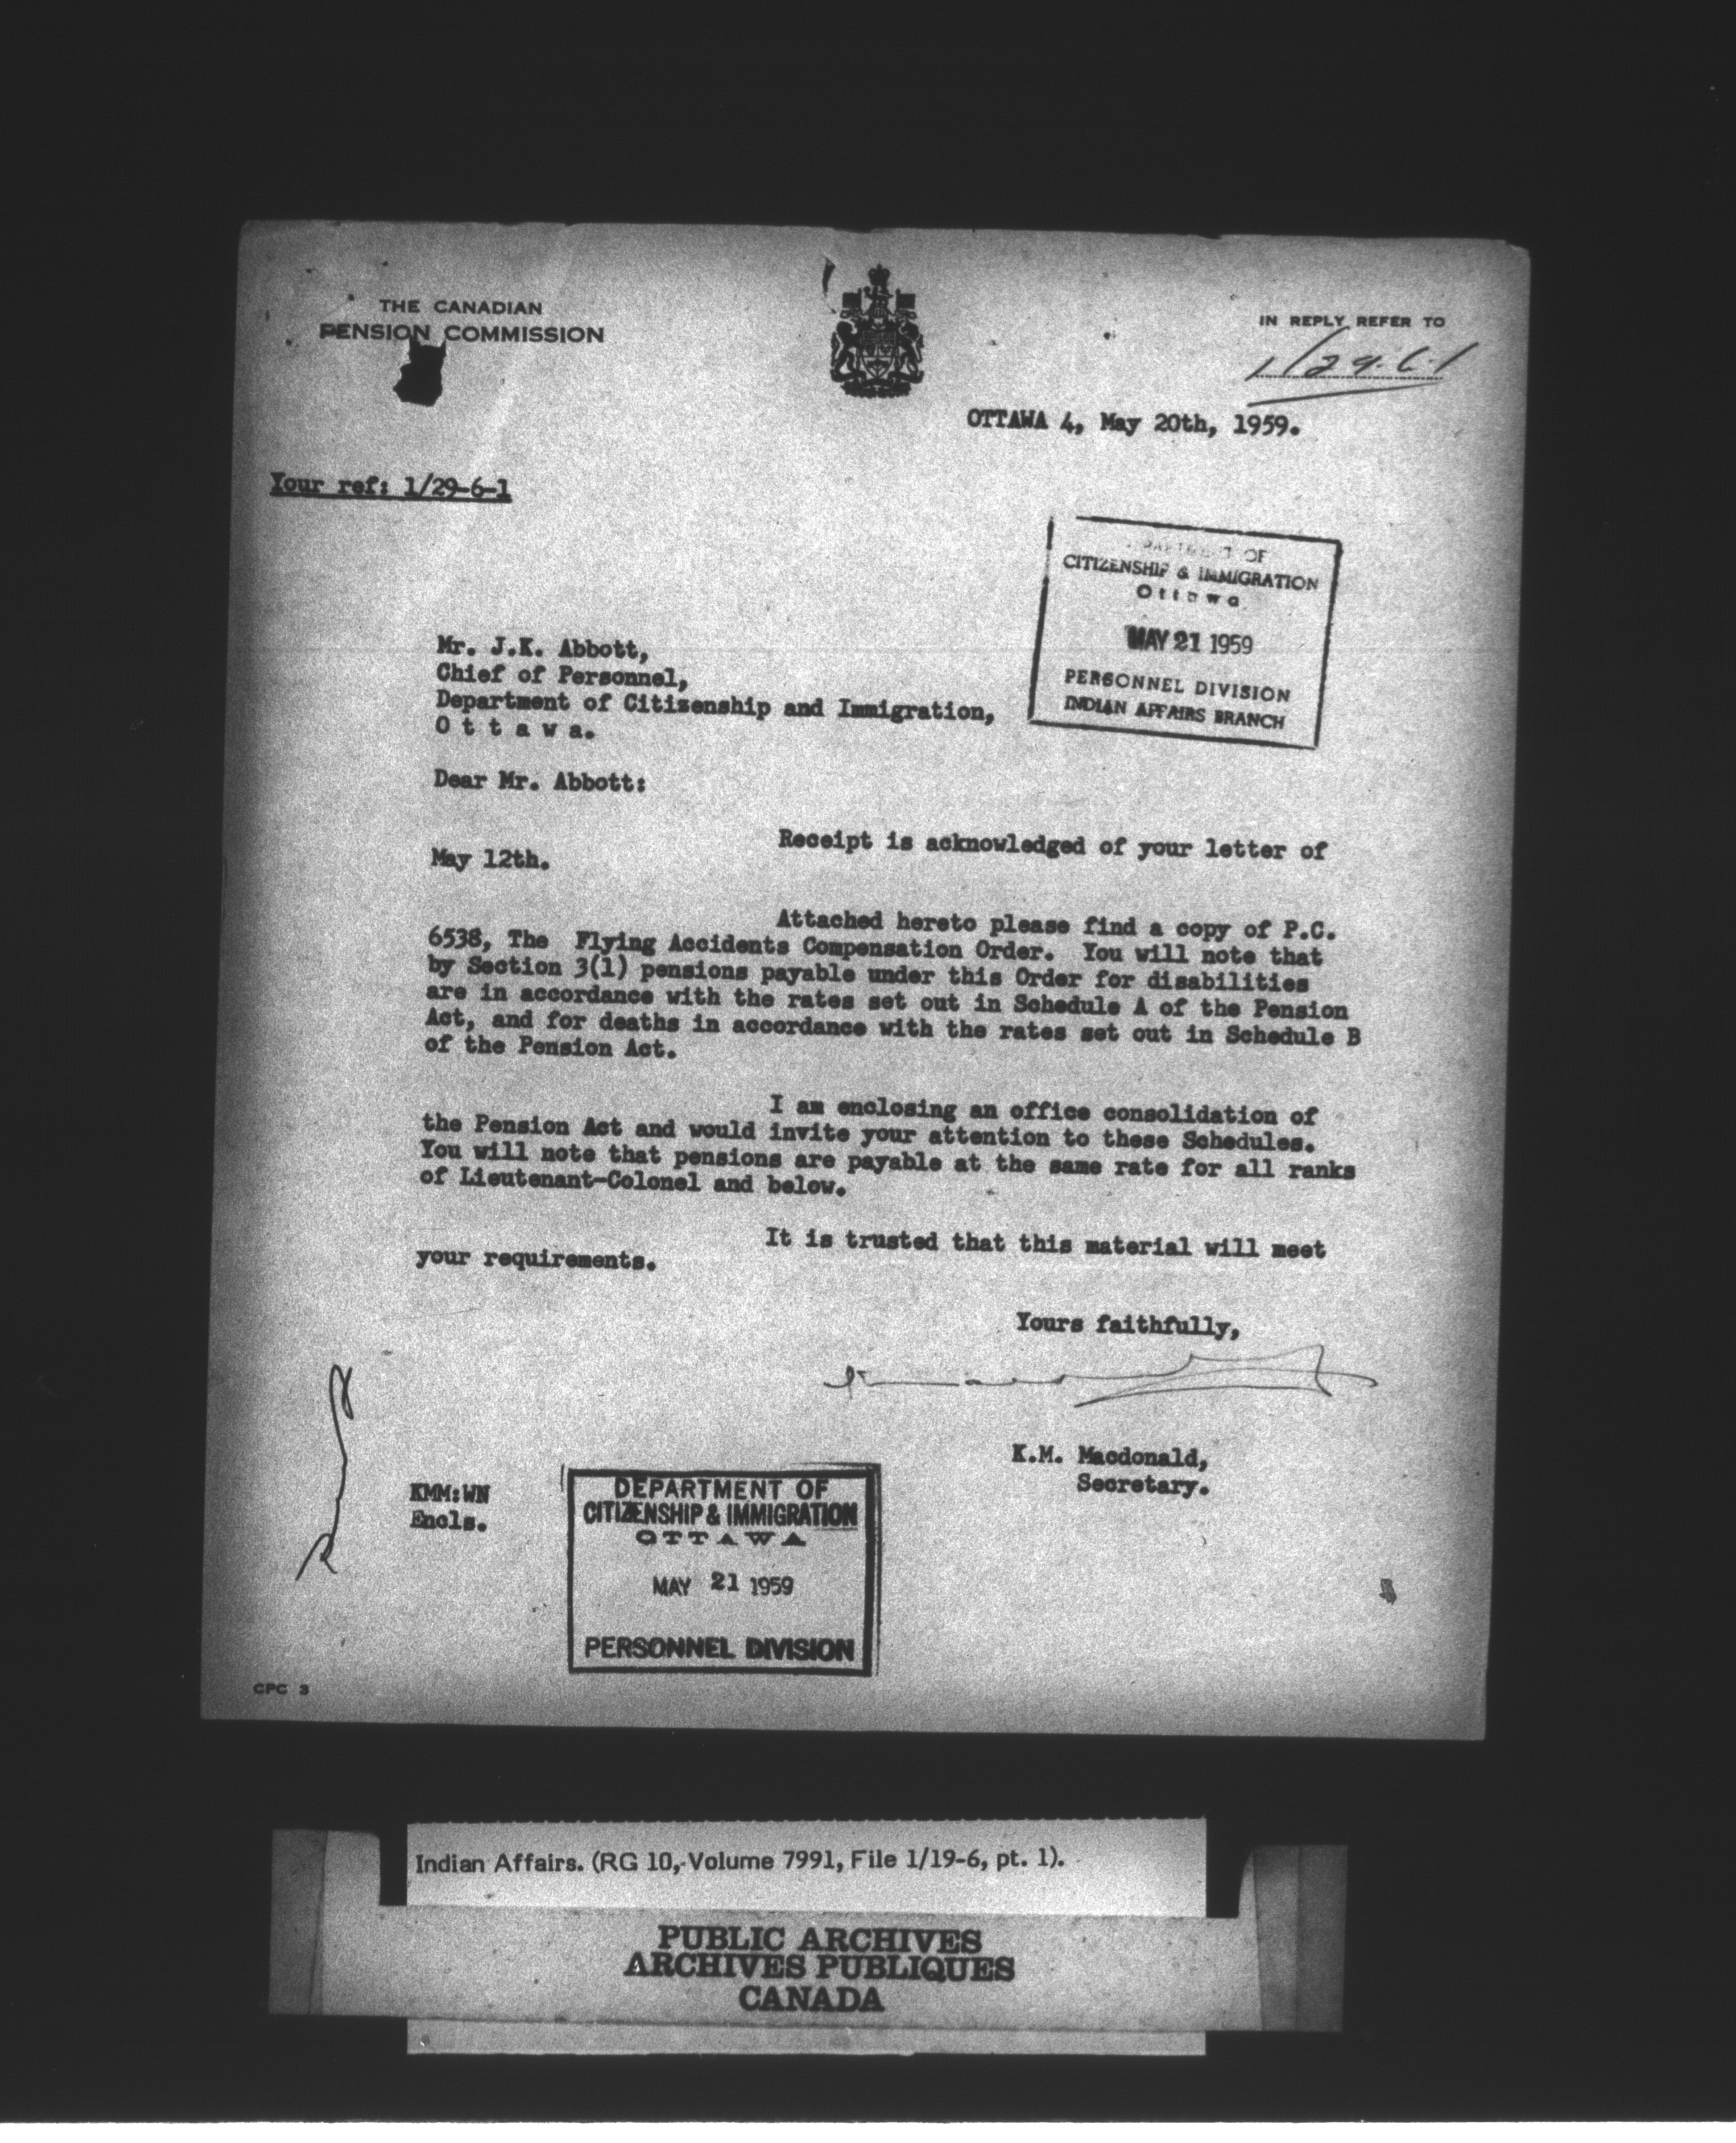 THE CANADIAN
PENSION COMMISSION
IN REPLY REFER TO
1/29-6-1
OTTAWA 4, May 20th, 1959.
Your ref: 1/29-6-1
DEPARTMENT OF
CITIZENSHIP & IMMIGRATION
Ottawa
MAY 21 1959
PERSONNEL DIVISION
INDIAN AFFAIRS BRANCH
Mr. J.K. Abbott,
Chief of Personnel,
Department of Citizenship and Immigration,
O t t a w a.
Dear Mr. Abbott:
Receipt is acknowledged of your letter of
May 12th.
Attached hereto please find a copy of P.C.
6538, The Flying Accidents Compensation Order. You will note that
by Section 3(1) pensions payable under this Order for disabilities
are in accordance with the rates set out in Schedule A of the Pension
Act, and for deaths in accordance with the rates set out in Schedule B
of the Pension Act.
I am enclosing an office consolidation of
the Pension Act and would invite your attention to these Schedules.
You will note that pensions are payable at the same rate for all ranks
of Lieutenant-Colonel and below.
It is trusted that this material will meet
your requirements.
Yours faithfully,
K.M. Macdonald,
Secretary.
KMM:WN
Encls.
DEPARTMENT OF
CITIZENSHIP & IMMIGRATION
OTTAWA
MAY 21 1959
PERSONNEL DIVISION
CPC 3
Indian Affairs. (RG 10, Volume 7991, File 1/19-6, pt. 1).
PUBLIC ARCHIVES
ARCHIVES PUBLIQUES
CANADA